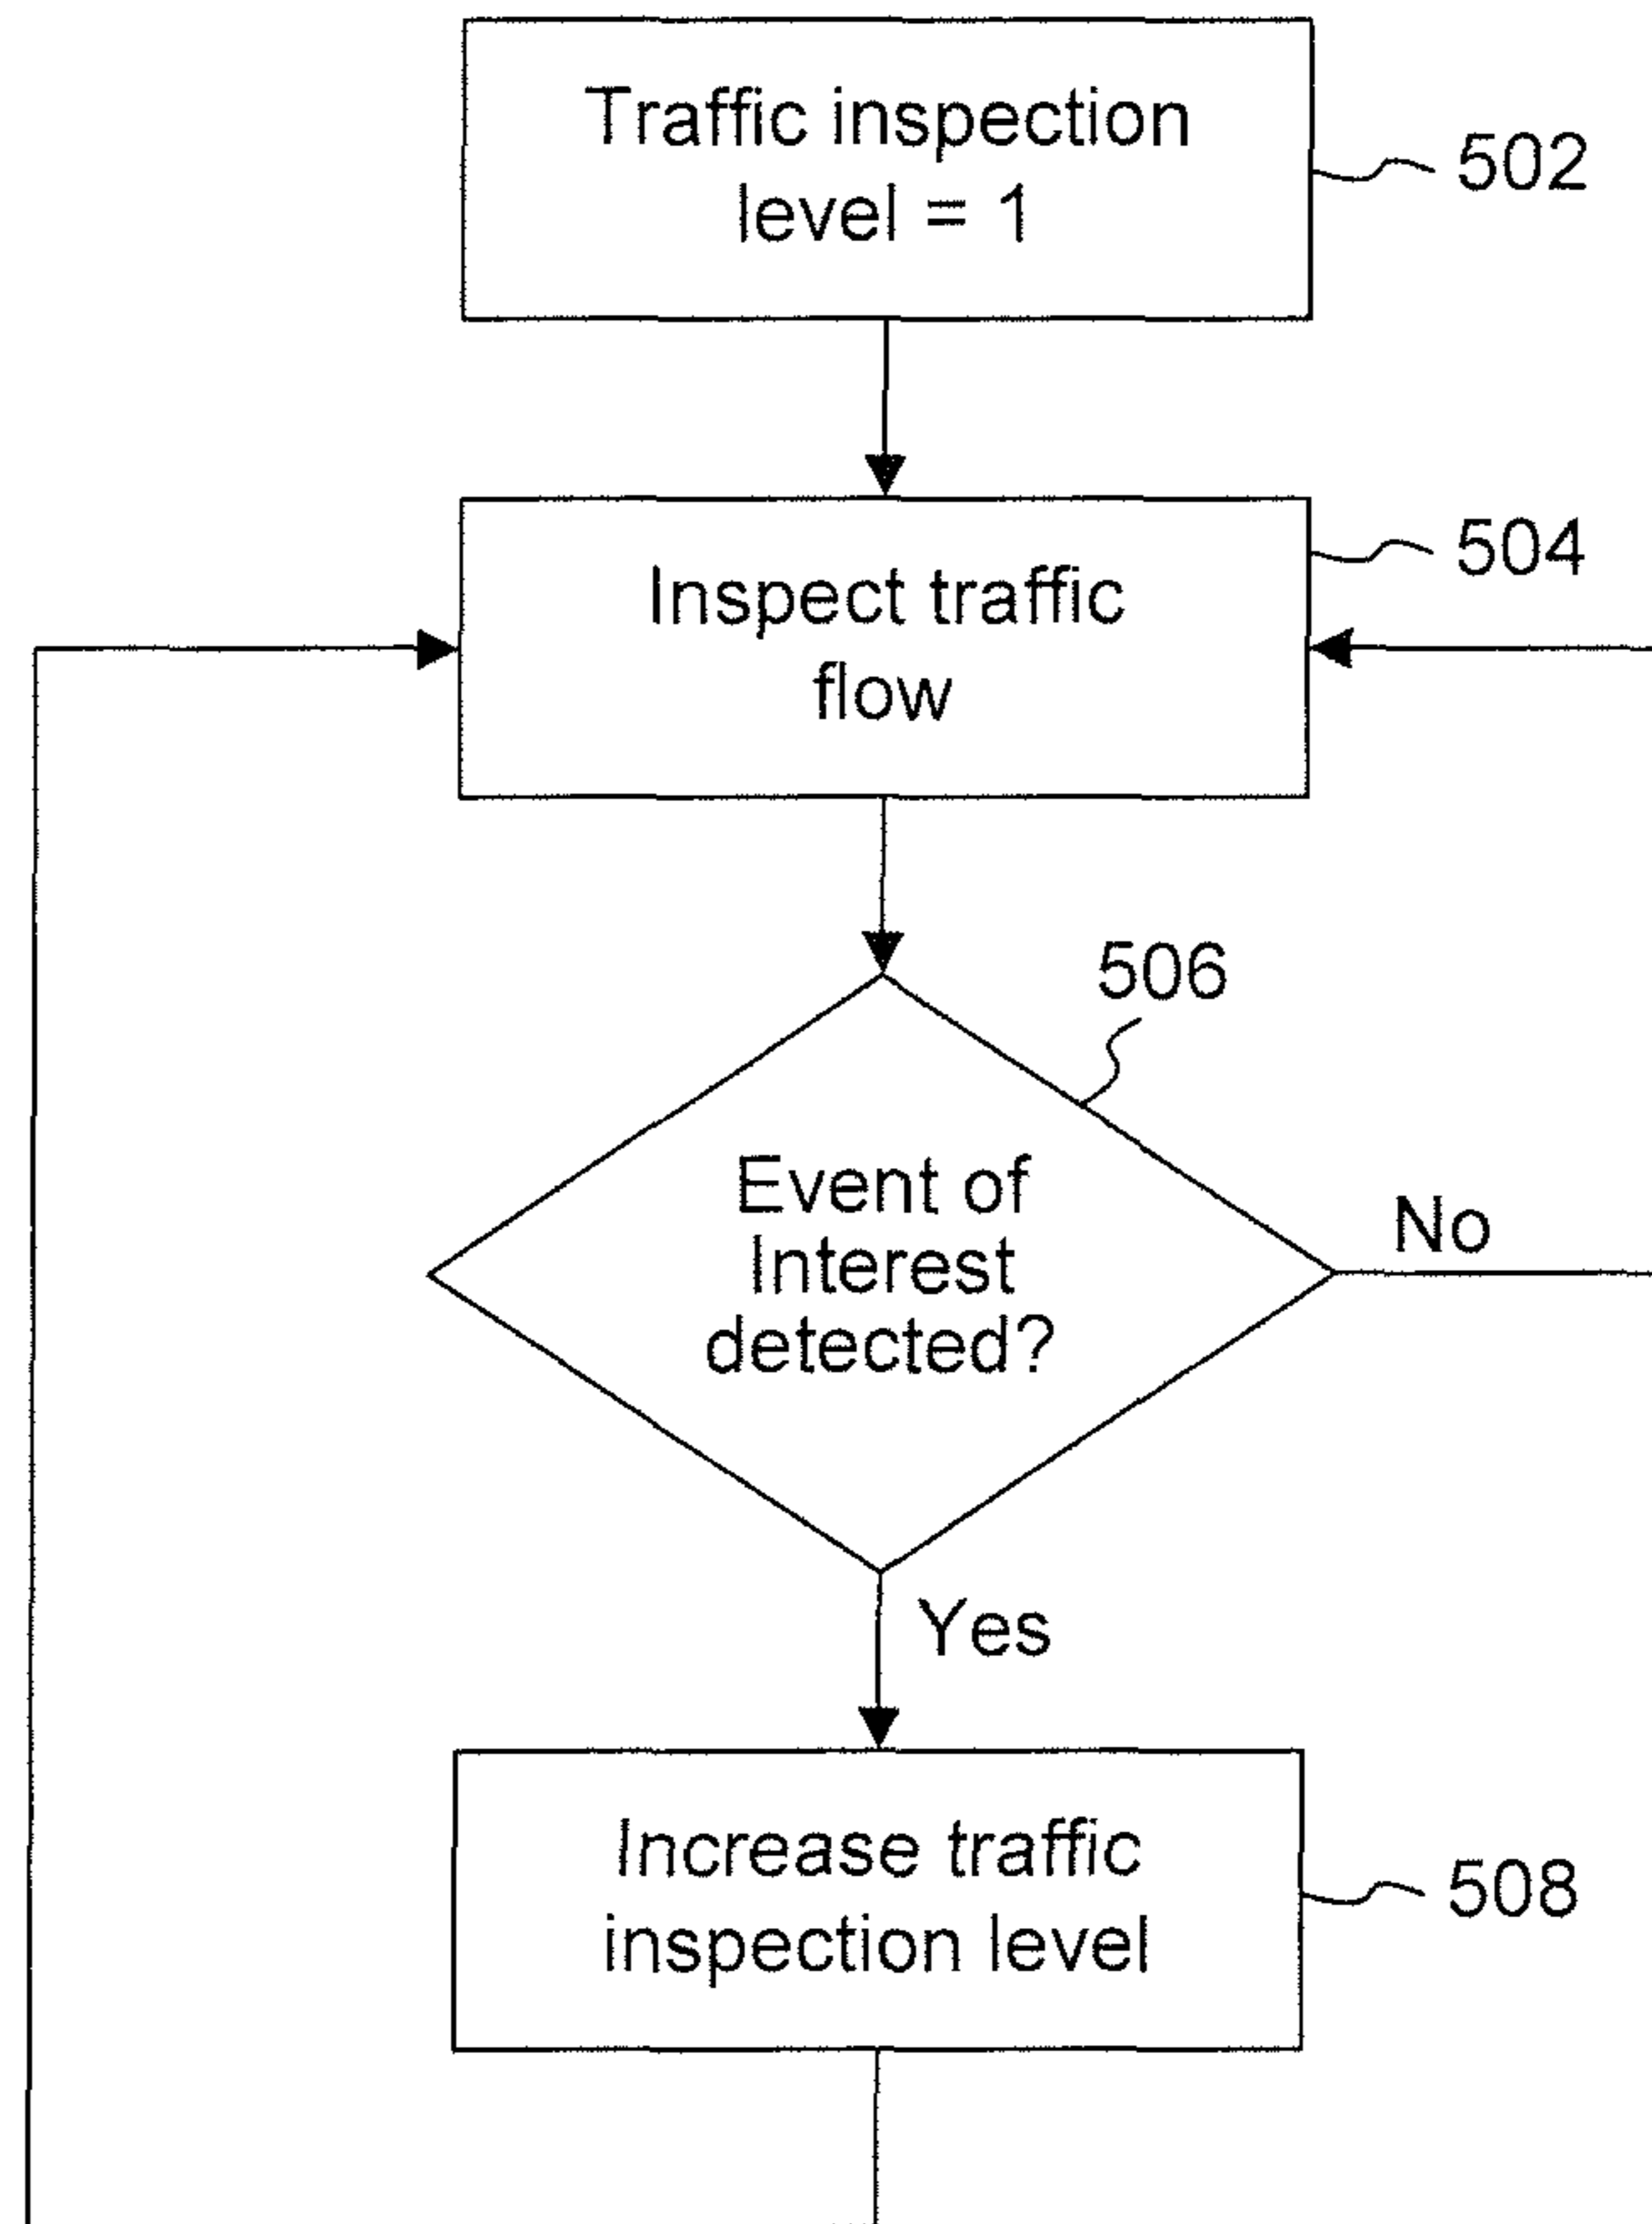 Traffic inspection
level = 1
502
Inspect traffic
flow
504
506
Event of
Interest
detected?
No
Yes
Increase traffic
inspection level
508